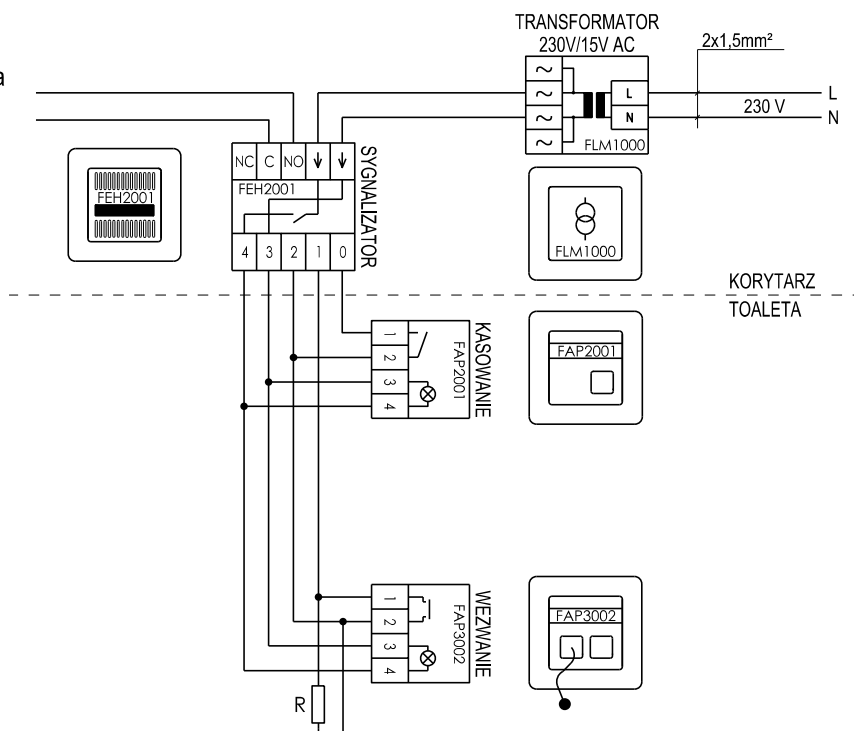 TRANSFORMATOR
230V/15V AC
2x1,5mm²
a
~
~
~
~
L
N
FLM1000
230 V
L
N
NC C NO ↓ ↓
FEH2001
4 3 2 1 0
SYGNALIZATOR
FEH2001
FLM1000
KORYTARZ
TOALETA
1
2
3
4
FAP2001
KASOWANIE
FAP2001
1
2
3
4
FAP3002
WEZWANIE
FAP3002
R